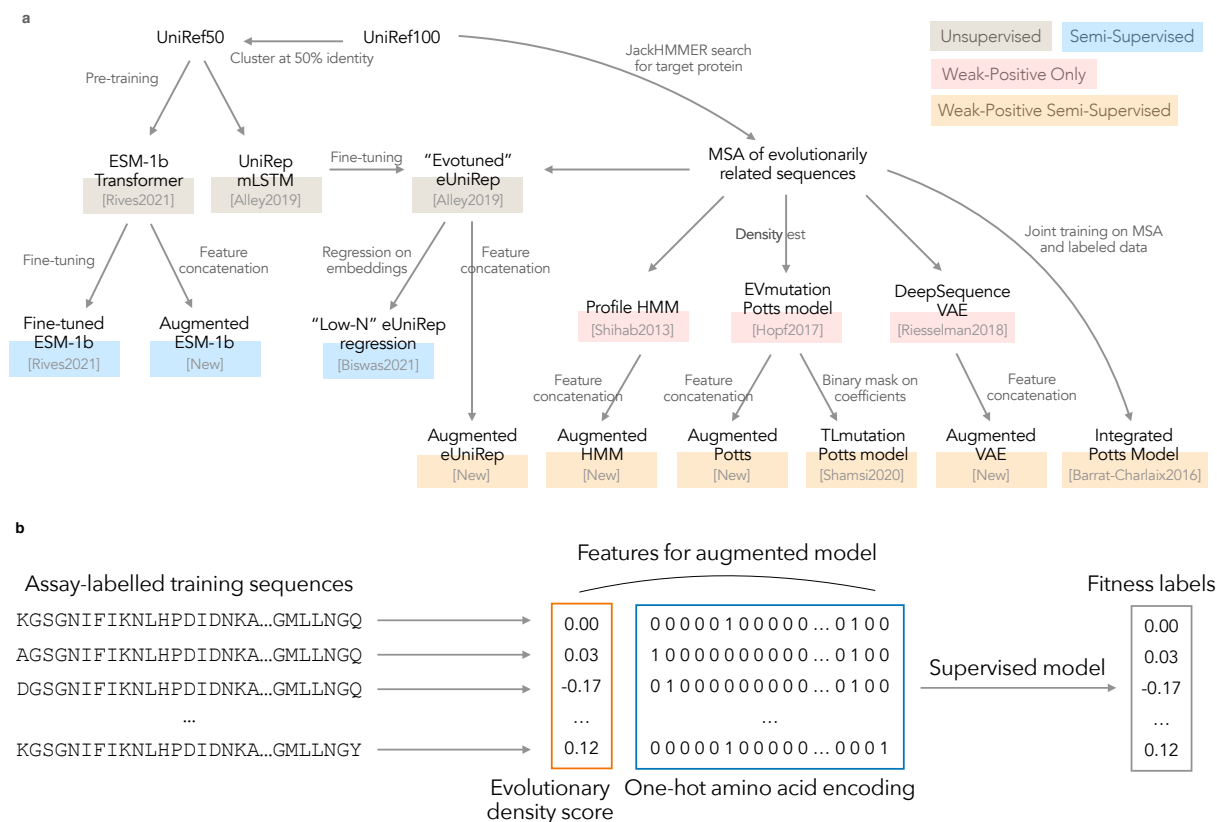 a
UniRef50
UniRef100
Cluster at 50% identity
JackHMMER search
for target protein
Unsupervised
Semi-Supervised
Weak-Positive Only
Weak-Positive Semi-Supervised
Pre-training
ESM-1b
Transformer
[Rives2021]
UniRep
mLSTM
[Alley2019]
Fine-tuning
"Evotuned"
eUniRep
[Alley2019]
MSA of evolutionarily
related sequences
Fine-tuning
Feature
concatenation
Regression on
embeddings
Feature
concatenation
Density est
Joint training on MSA
and labeled data
Fine-tuned
ESM-1b
[Rives2021]
Augmented
ESM-1b
[New]
"Low-N" eUniRep
regression
[Biswas2021]
Profile HMM
[Shihab2013]
EVmutation
Potts model
[Hopf2017]
DeepSequence
VAE
[Riesselman2018]
Feature
concatenation
Feature
concatenation
Binary mask on
coefficients
Feature
concatenation
Augmented
eUniRep
[New]
Augmented
HMM
[New]
Augmented
Potts
[New]
TLmutation
Potts model
[Shamsi2020]
Augmented
VAE
[New]
Integrated
Potts Model
[Barrat-Charlaix2016]
b
Features for augmented model
Assay-labelled training sequences
Fitness labels
KGSGNIFIKNLHPDIDNKA...GMLLNGQ
0.00
0 0 0 0 0 1 0 0 0 0 0 ... 0 1 0 0
0.00
AGSGNIFIKNLHPDIDNKA...GMLLNGQ
0.03
1 0 0 0 0 0 0 0 0 0 0 ... 0 1 0 0
0.03
Supervised model
DGSGNIFIKNLHPDIDNKA...GMLLNGQ
-0.17
0 1 0 0 0 0 0 0 0 0 0 ... 0 1 0 0
-0.17
...
...
...
...
KGSGNIFIKNLHPDIDNKA...GMLLNGY
0.12
0 0 0 0 0 1 0 0 0 0 0 ... 0 0 0 1
0.12
Evolutionary
density score
One-hot amino acid encoding